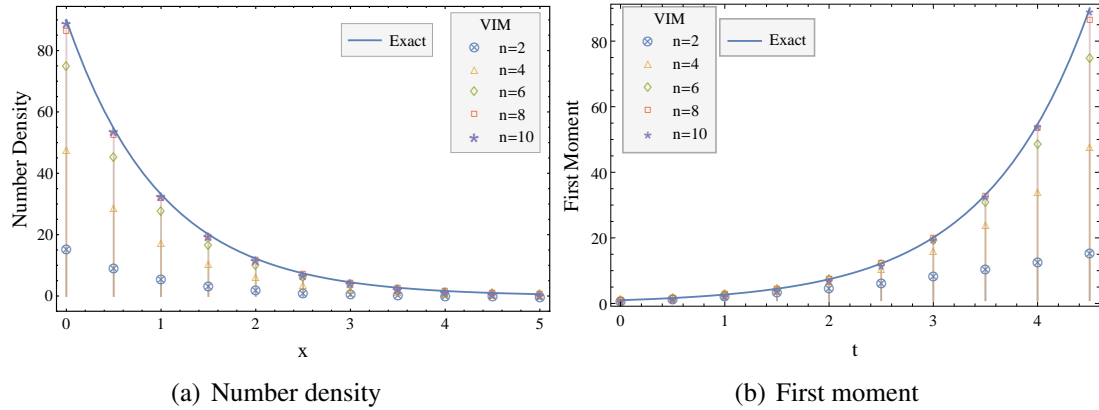 Exact
VIM
n=2
n=4
n=6
n=8
n=10
Number Density
80
60
40
20
0
0
1
2
3
4
5
x
(a) Number density
VIM
n=2
n=4
n=6
n=8
n=10
Exact
First Moment
80
60
40
20
0
0
1
2
3
4
t
(b) First moment